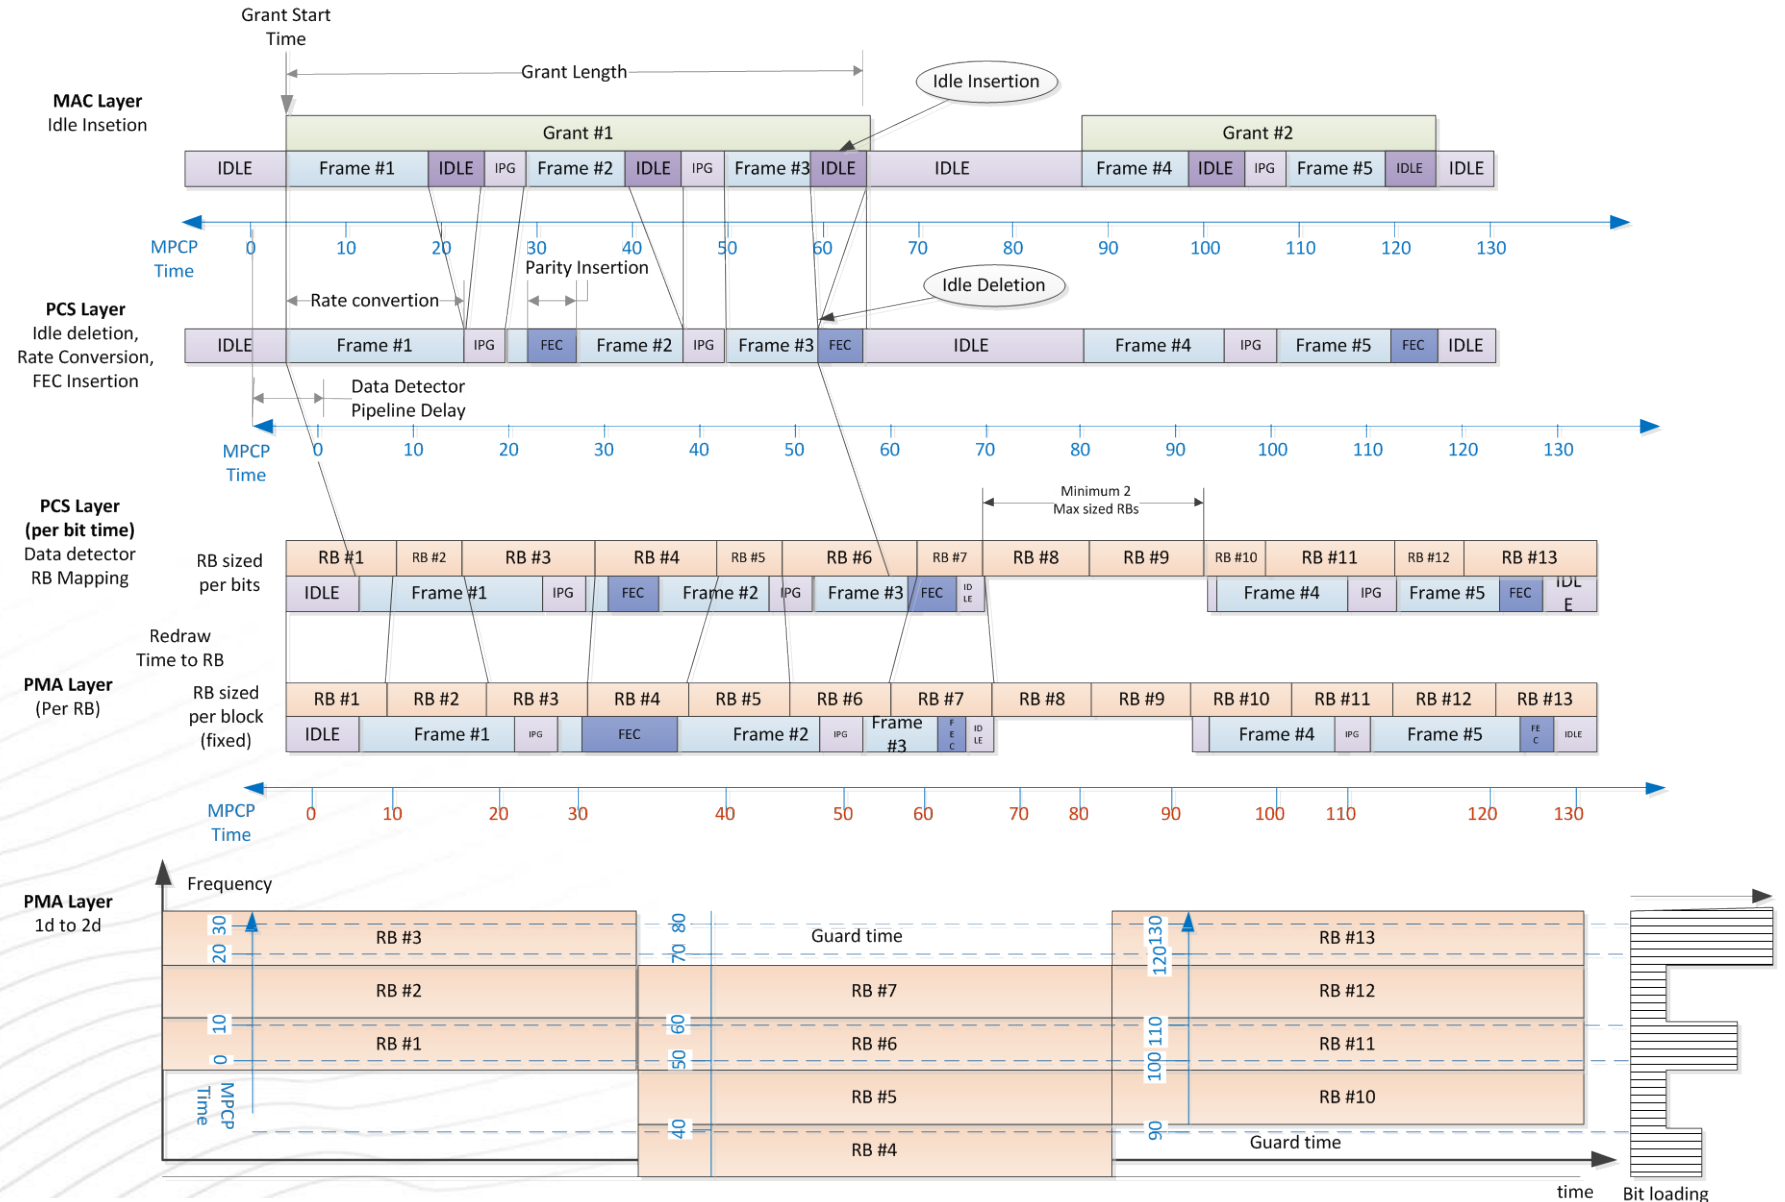 Grant Start
Time
Grant Length
Idle Insertion
MAC Layer
Idle Insetion
Grant #1
Grant #2
IDLE Frame #1 IDLE IPG Frame #2 IDLE IPG Frame #3 IDLE IDLE Frame #4 IDLE IPG Frame #5 IDLE IDLE
MPCP
Time
0 10 20 30 40 50 60 70 80 90 100 110 120 130
Parity Insertion
Idle Deletion
Rate convertion
PCS Layer
Idle deletion,
Rate Conversion,
FEC Insertion
IDLE Frame #1 IPG FEC Frame #2 IPG Frame #3 FEC IDLE Frame #4 IPG Frame #5 FEC IDLE
Data Detector
Pipeline Delay
MPCP
Time
0 10 20 30 40 50 60 70 80 90 100 110 120 130
Minimum 2
Max sized RBs
PCS Layer
(per bit time)
Data detector
RB Mapping
RB sized
per bits
RB #1 RB #2 RB #3 RB #4 RB #5 RB #6 RB #7 RB #8 RB #9 RB #10 RB #11 RB #12 RB #13
IDLE Frame #1 IPG FEC Frame #2 IPG Frame #3 FEC ID
LE
Frame #4 IPG Frame #5 FEC IDL
E
Redraw
Time to RB
PMA Layer
(Per RB)
RB sized
per block
(fixed)
RB #1 RB #2 RB #3 RB #4 RB #5 RB #6 RB #7 RB #8 RB #9 RB #10 RB #11 RB #12 RB #13
IDLE Frame #1 IPG FEC Frame #2 IPG Frame
#3
F
E
C
ID
LE
Frame #4 IPG Frame #5 FE
C
IDLE
MPCP
Time
0 10 20 30 40 50 60 70 80 90 100 110 120 130
PMA Layer
1d to 2d
Frequency
30
20
10
0
MPCP
Time
RB #3
RB #2
RB #1
80
70
60
50
40
Guard time
RB #7
RB #6
RB #5
RB #4
130
120
110
100
90
RB #13
RB #12
RB #11
RB #10
Guard time
time
Bit loading